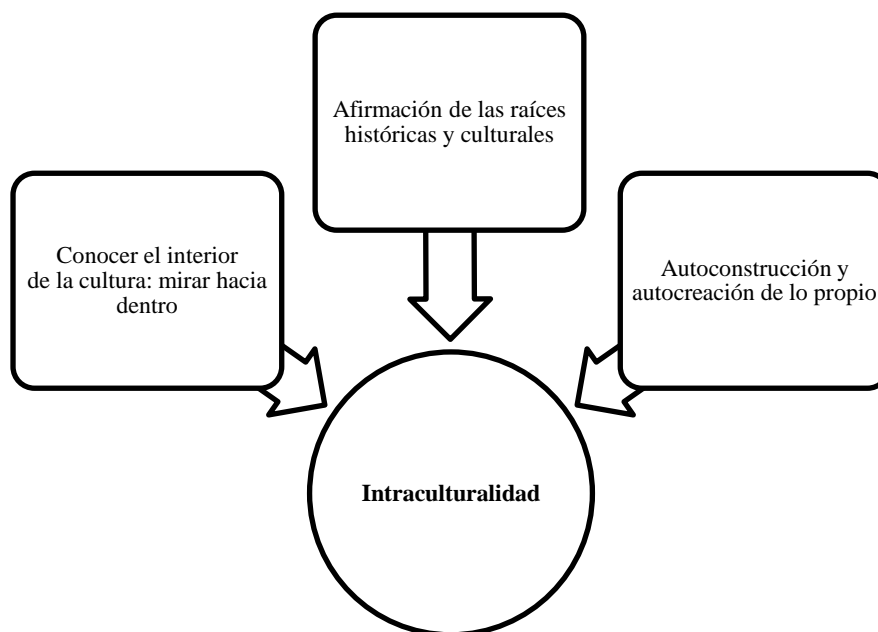 Afirmación de las raíces
históricas y culturales
Conocer el interior
de la cultura: mirar hacia
dentro
Autoconstrucción y
autocreación de lo propio
Intraculturalidad